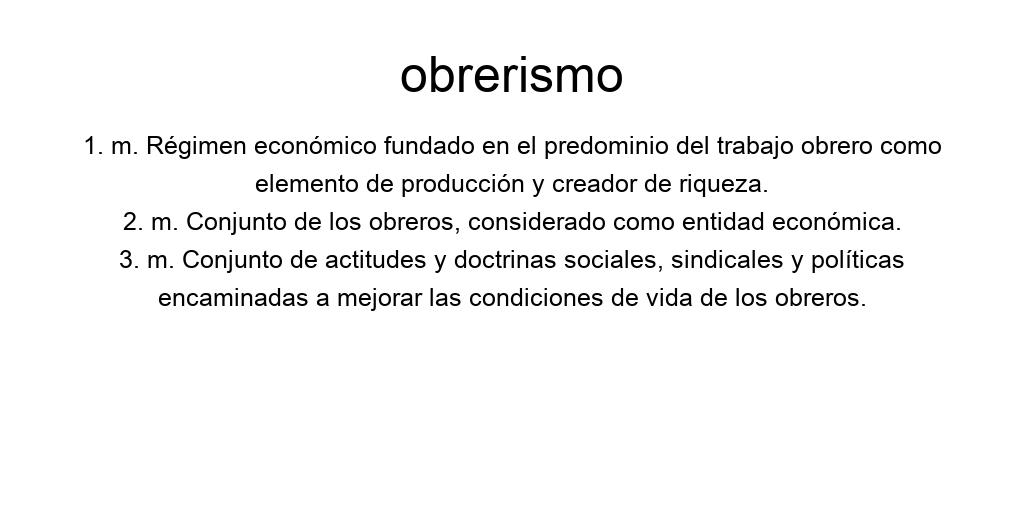 obrerismo
1. m. Régimen económico fundado en el predominio del trabajo obrero como
elemento de producción y creador de riqueza.
2. m. Conjunto de los obreros, considerado como entidad económica.
3. m. Conjunto de actitudes y doctrinas sociales, sindicales y políticas
encaminadas a mejorar las condiciones de vida de los obreros.